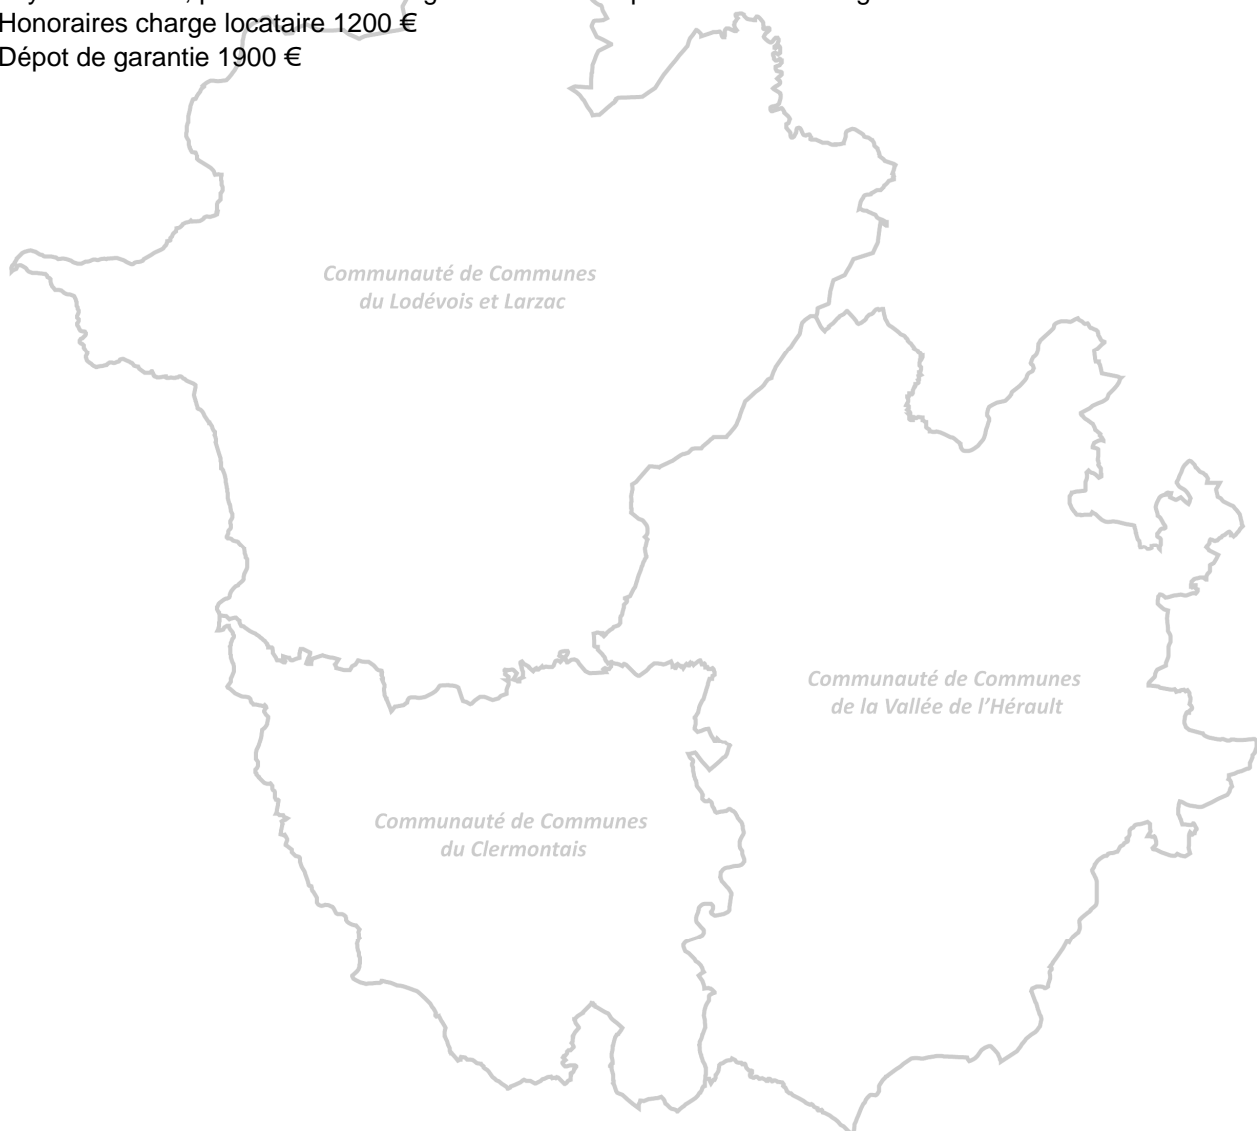 Honoraires charge locataire 1200 €
Dépot de garantie 1900 €
Communauté de Communes
du Lodévois et Larzac
Communauté de Communes
de la Vallée de l'Hérault
Communauté de Communes
du Clermontais